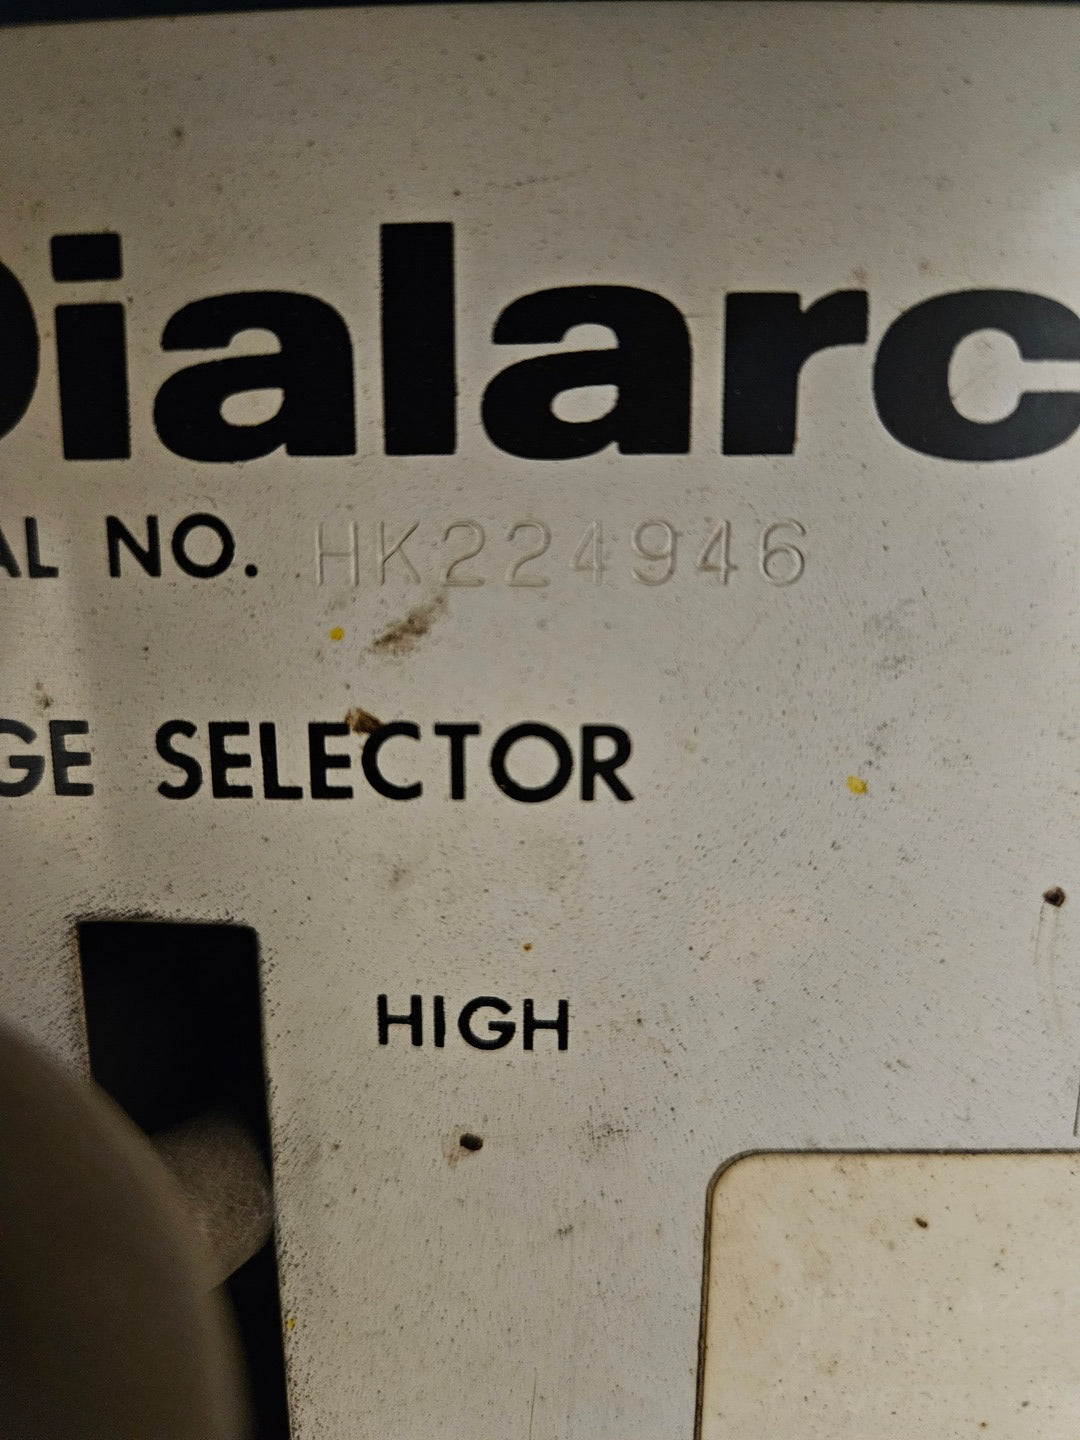 Dialarc
AL NO. HK224946
GE SELECTOR
HIGH